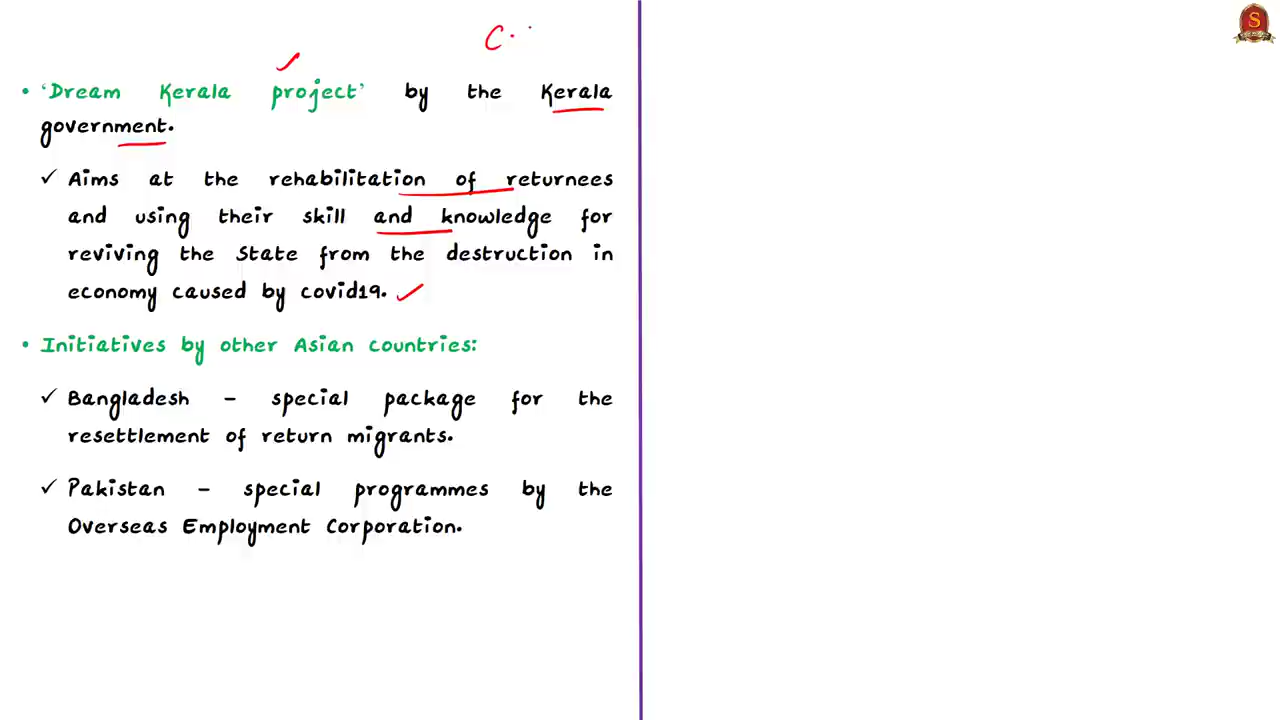 C.
• 'Dream Kerala project' by the Kerala
government.
✓ Aims at the rehabilitation of returnees
and using their skill and knowledge for
reviving the State from the destruction in
economy caused by covid19.
• Initiatives by other Asian countries:
✓ Bangladesh – special package for the
resettlement of return migrants.
✓ Pakistan – special programmes by the
Overseas Employment Corporation.
S